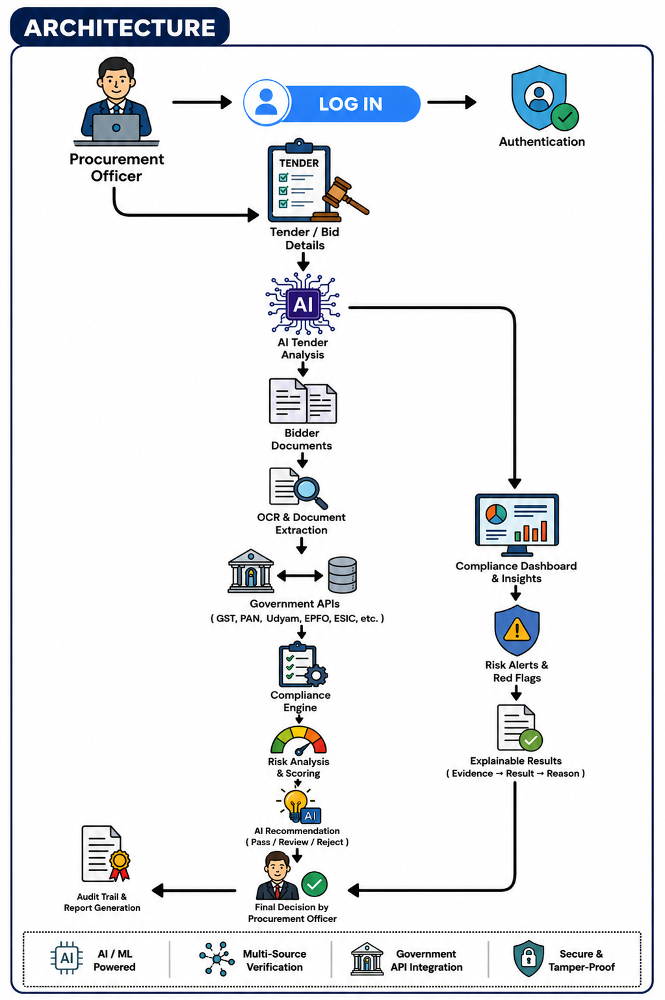 ARCHITECTURE
LOG IN
Authentication
Procurement
Officer
TENDER
Tender / Bid
Details
AI
AI Tender
Analysis
Bidder
Documents
OCR & Document
Extraction
Government APIs
( GST, PAN, Udyam, EPFO, ESIC, etc. )
Compliance
Engine
Risk Analysis
& Scoring
AI
AI Recommendation
( Pass / Review / Reject )
Final Decision by
Procurement Officer
Compliance Dashboard
& Insights
Risk Alerts &
Red Flags
Explainable Results
( Evidence → Result → Reason )
Audit Trail &
Report Generation
AI
AI / ML
Powered
Multi-Source
Verification
Government
API Integration
Secure &
Tamper-Proof